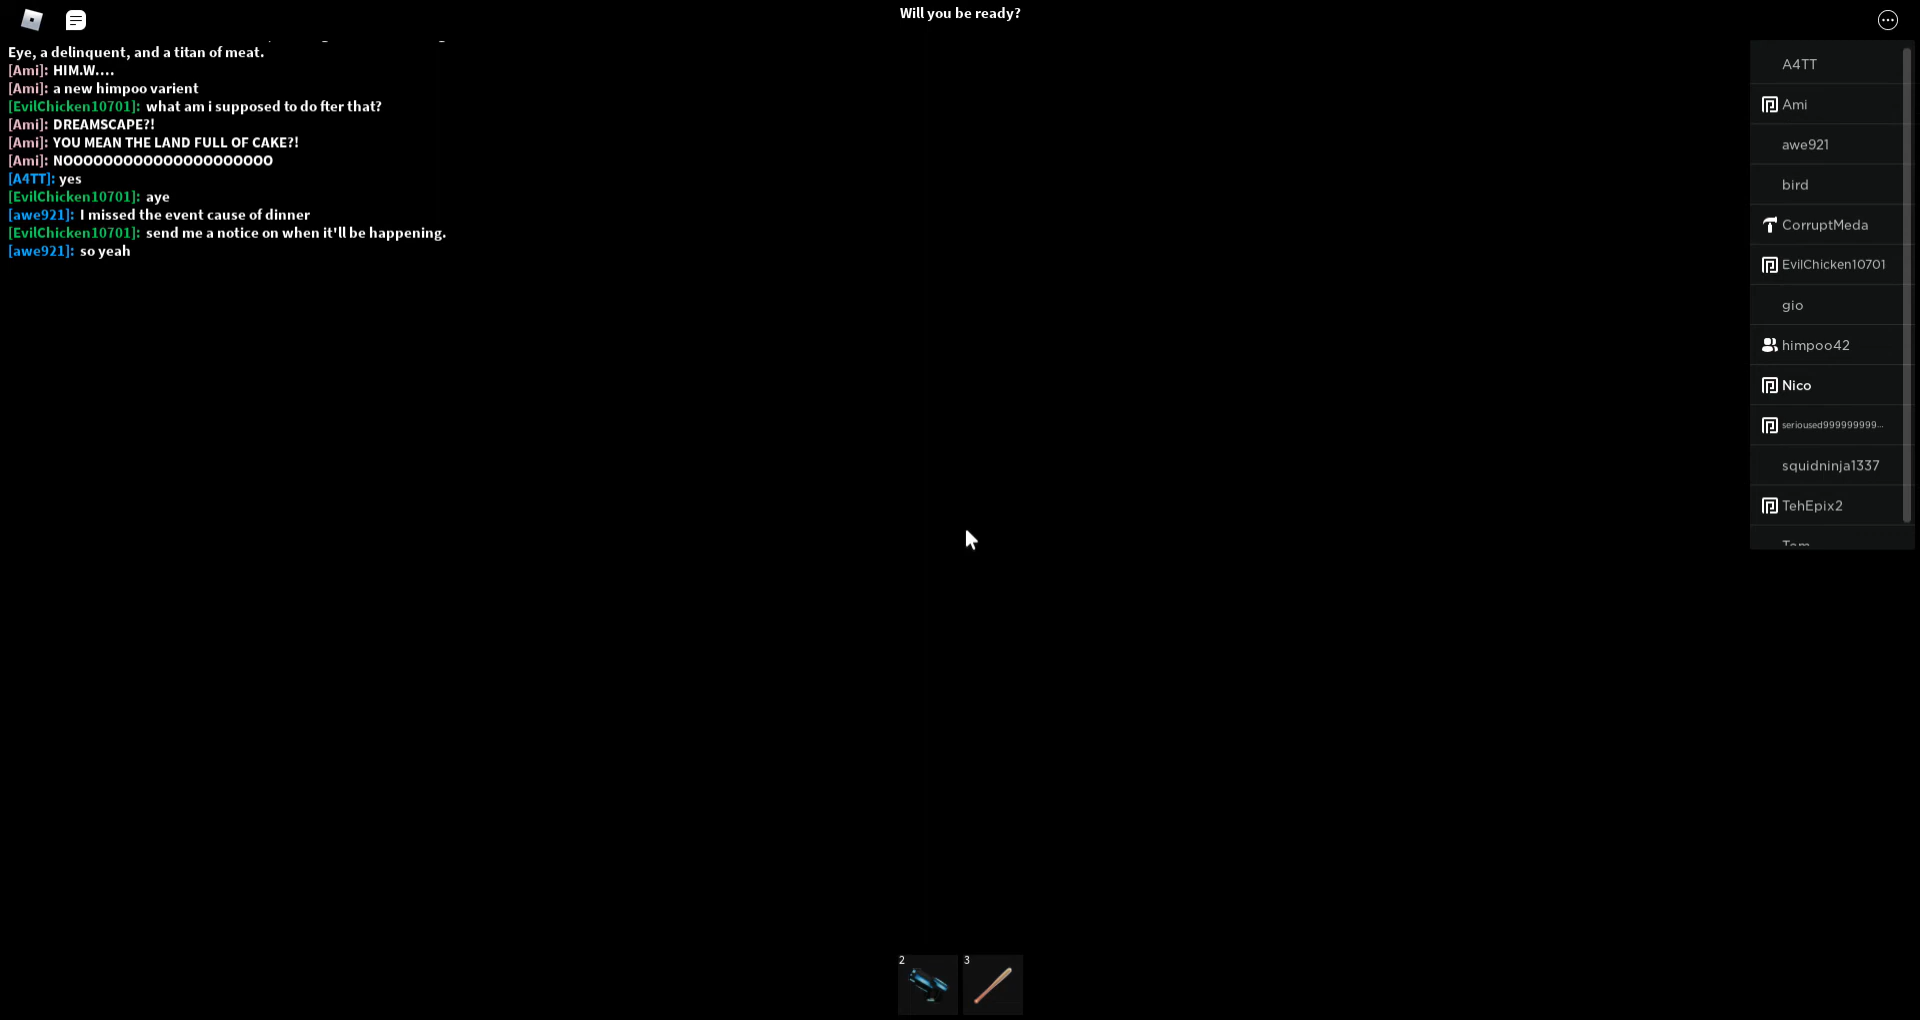 Will you be ready?
Eye, a delinquent, and a titan of meat.
[Ami]: HIM.W....
[Ami]: a new himpoo varient
[EvilChicken10701]: what am i supposed to do fter that?
[Ami]: DREAMSCAPE?!
[Ami]: YOU MEAN THE LAND FULL OF CAKE?!
[Ami]: NOOOOOOOOOOOOOOOOOOOOO
[A4TT]: yes
[EvilChicken10701]: aye
[awe921]: I missed the event cause of dinner
[EvilChicken10701]: send me a notice on when it'll be happening.
[awe921]: so yeah
A4TT
Ami
awe921
bird
CorruptMeda
EvilChicken10701
gio
himpoo42
Nico
serioused999999999...
squidninja1337
TehEpix2
2
3